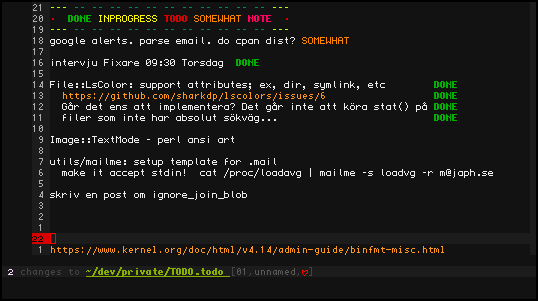 21 --- -- -- -- -- --- -- -- -- -- ---
20 · DONE INPROGRESS TODO SOMEWHAT NOTE ·
19 --- -- -- -- -- --- -- -- -- -- ---
18 google alerts. parse email. do cpan dist? SOMEWHAT
17
16 intervju Fixare 09:30 Torsdag DONE
15
14 File::LsColor: support attributes; ex, dir, symlink, etc DONE
13 https://github.com/sharkdp/lscolors/issues/6 DONE
12 Går det ens att implementera? Det går inte att köra stat() på DONE
11 filer som inte har absolut sökväg... DONE
10
9 Image::TextMode - perl ansi art
8
7 utils/mailme: setup template for .mail
6 make it accept stdin! cat /proc/loadavg | mailme -s loadvg -r m@japh.se
5
4 skriv en post om ignore_join_blob
3
2
1
22
1 https://www.kernel.org/doc/html/v4.14/admin-guide/binfmt-misc.html
2 changes to ~/dev/private/TODO.todo [01,unnamed,]